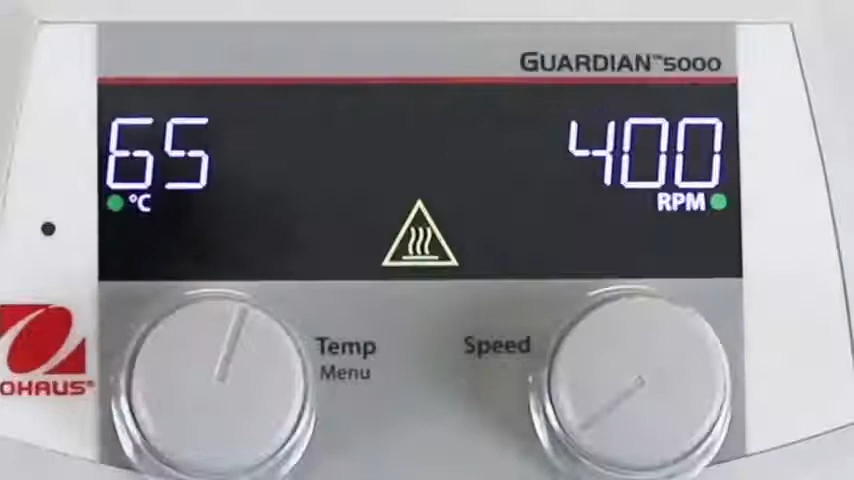 GUARDIAN™5000
65 400
°C RPM
Temp Speed
Menu
OHAUS®